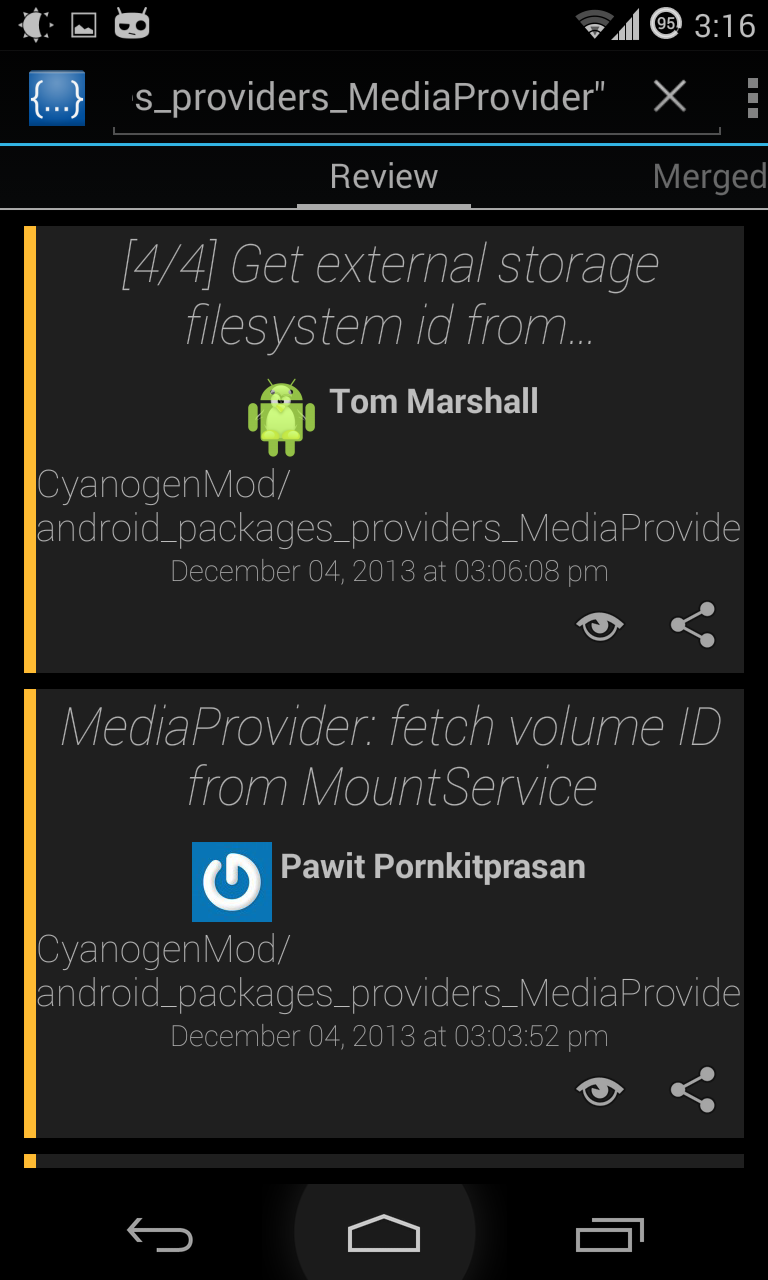 95 3:16
{...} s_providers_MediaProvider"
Review Merged
[4/4] Get external storage
filesystem id from...
Tom Marshall
CyanogenMod/
android_packages_providers_MediaProvide
December 04, 2013 at 03:06:08 pm
MediaProvider: fetch volume ID
from MountService
Pawit Pornkitprasan
CyanogenMod/
android_packages_providers_MediaProvide
December 04, 2013 at 03:03:52 pm